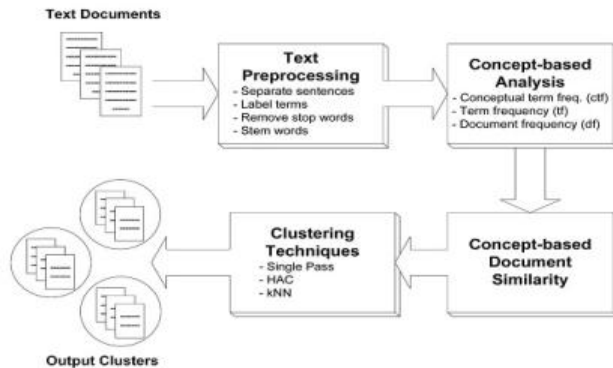 Text Documents
Text
Preprocessing
- Separate sentences
- Label terms
- Remove stop words
- Stem words
Concept-based
Analysis
- Conceptual term freq. (ctf)
- Term frequency (tf)
- Document frequency (df)
Concept-based
Document
Similarity
Clustering
Techniques
- Single Pass
- HAC
- kNN
Output Clusters